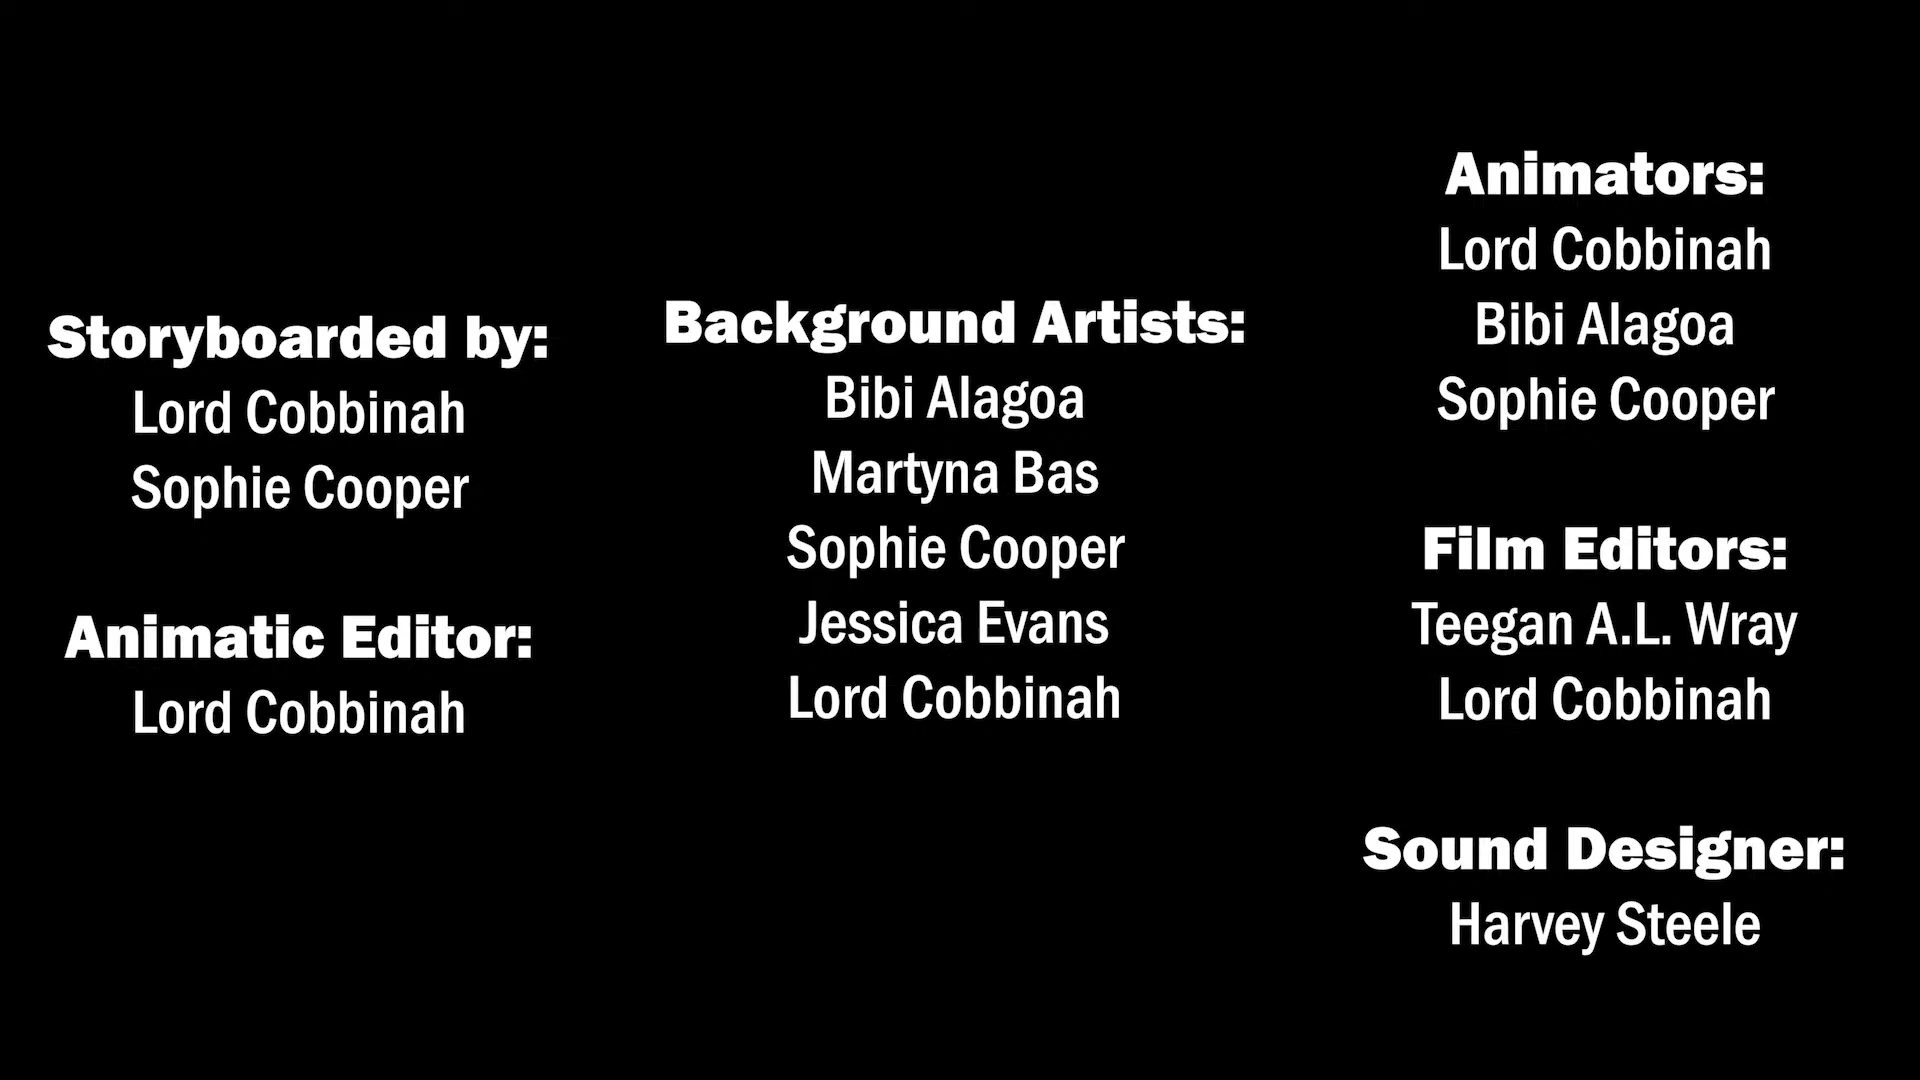 Storyboarded by:
Lord Cobbinah
Sophie Cooper
Animatic Editor:
Lord Cobbinah
Background Artists:
Bibi Alagoa
Martyna Bas
Sophie Cooper
Jessica Evans
Lord Cobbinah
Animators:
Lord Cobbinah
Bibi Alagoa
Sophie Cooper
Film Editors:
Teegan A.L. Wray
Lord Cobbinah
Sound Designer:
Harvey Steele